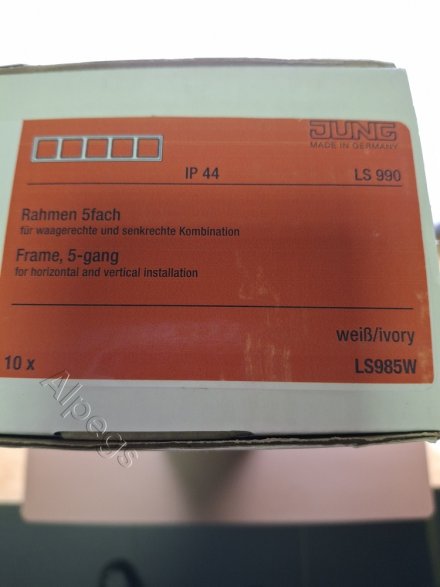 JUNG
MADE IN GERMANY
IP 44
LS 990
Rahmen 5fach
für waagerechte und senkrechte Kombination
Frame, 5-gang
for horizontal and vertical installation
weiß/ivory
10 x
LS985W
Alpegs